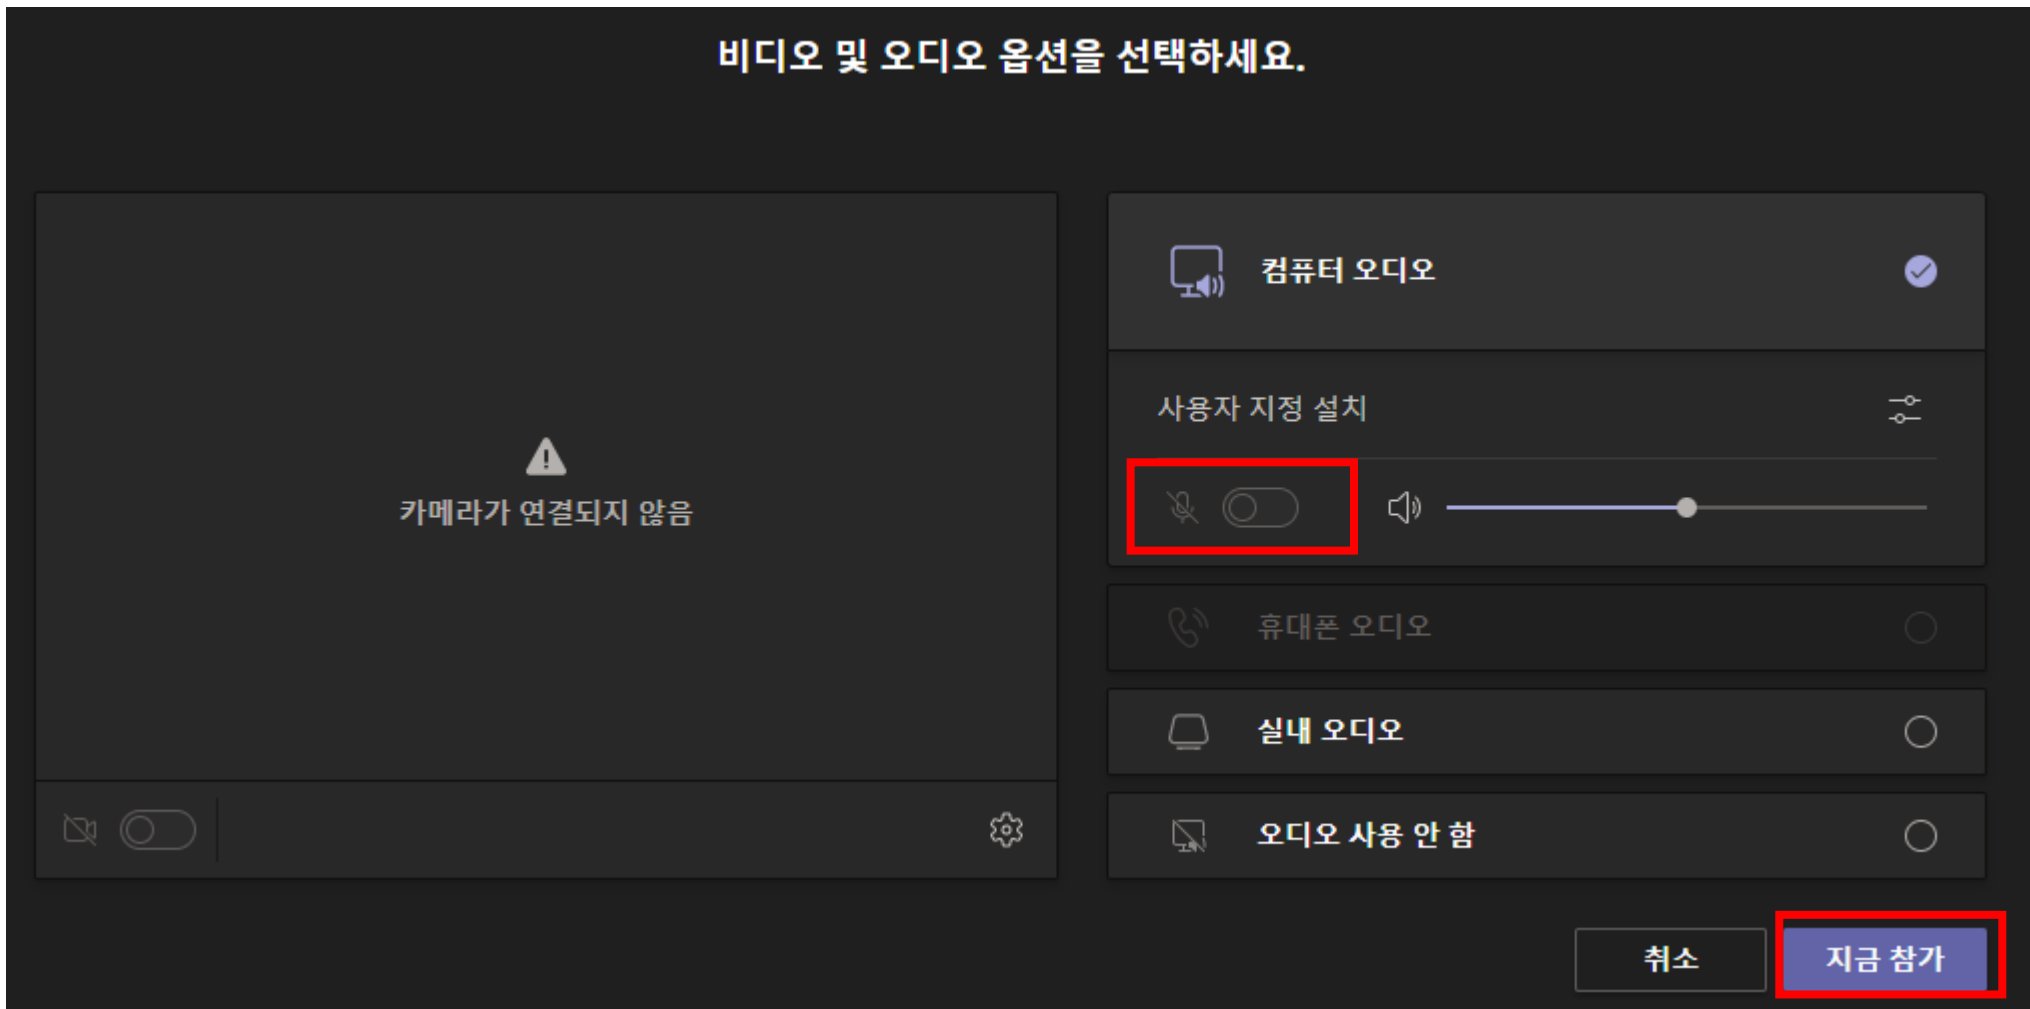 비디오 및 오디오 옵션을 선택하세요.
카메라가 연결되지 않음
컴퓨터 오디오
사용자 지정 설치
휴대폰 오디오
실내 오디오
오디오 사용 안 함
취소
지금 참가